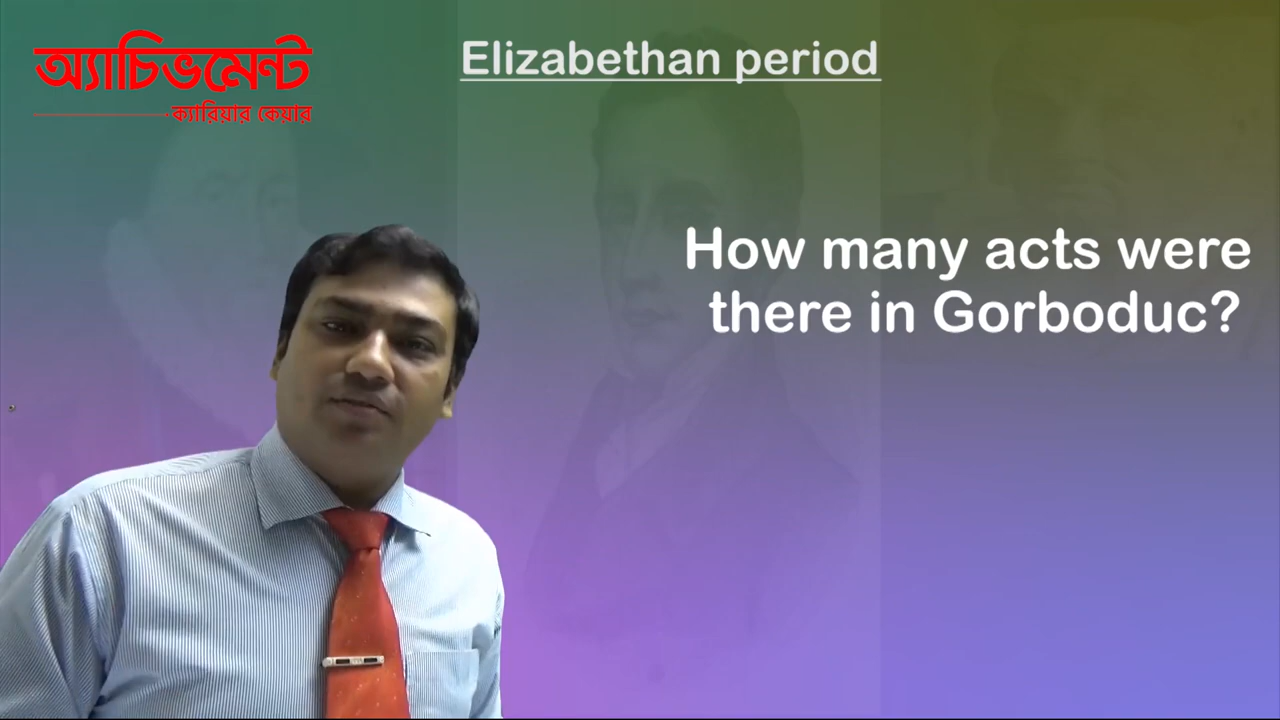 অ্যাচিভমেন্ট
ক্যারিয়ার কেয়ার
Elizabethan period
How many acts were
there in Gorboduc?